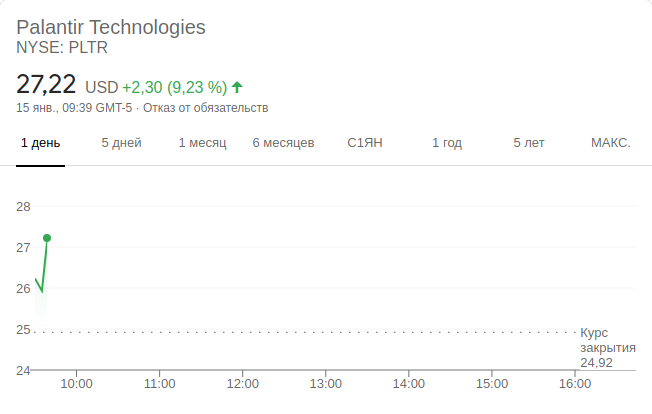 Palantir Technologies
NYSE: PLTR
27,22 USD +2,30 (9,23 %)
15 янв., 09:39 GMT-5 · Отказ от обязательств
1 день 5 дней 1 месяц 6 месяцев С1ЯН 1 год 5 лет МАКС.
28
27
26
25
Курс
закрытия
24,92
24
10:00 11:00 12:00 13:00 14:00 15:00 16:00